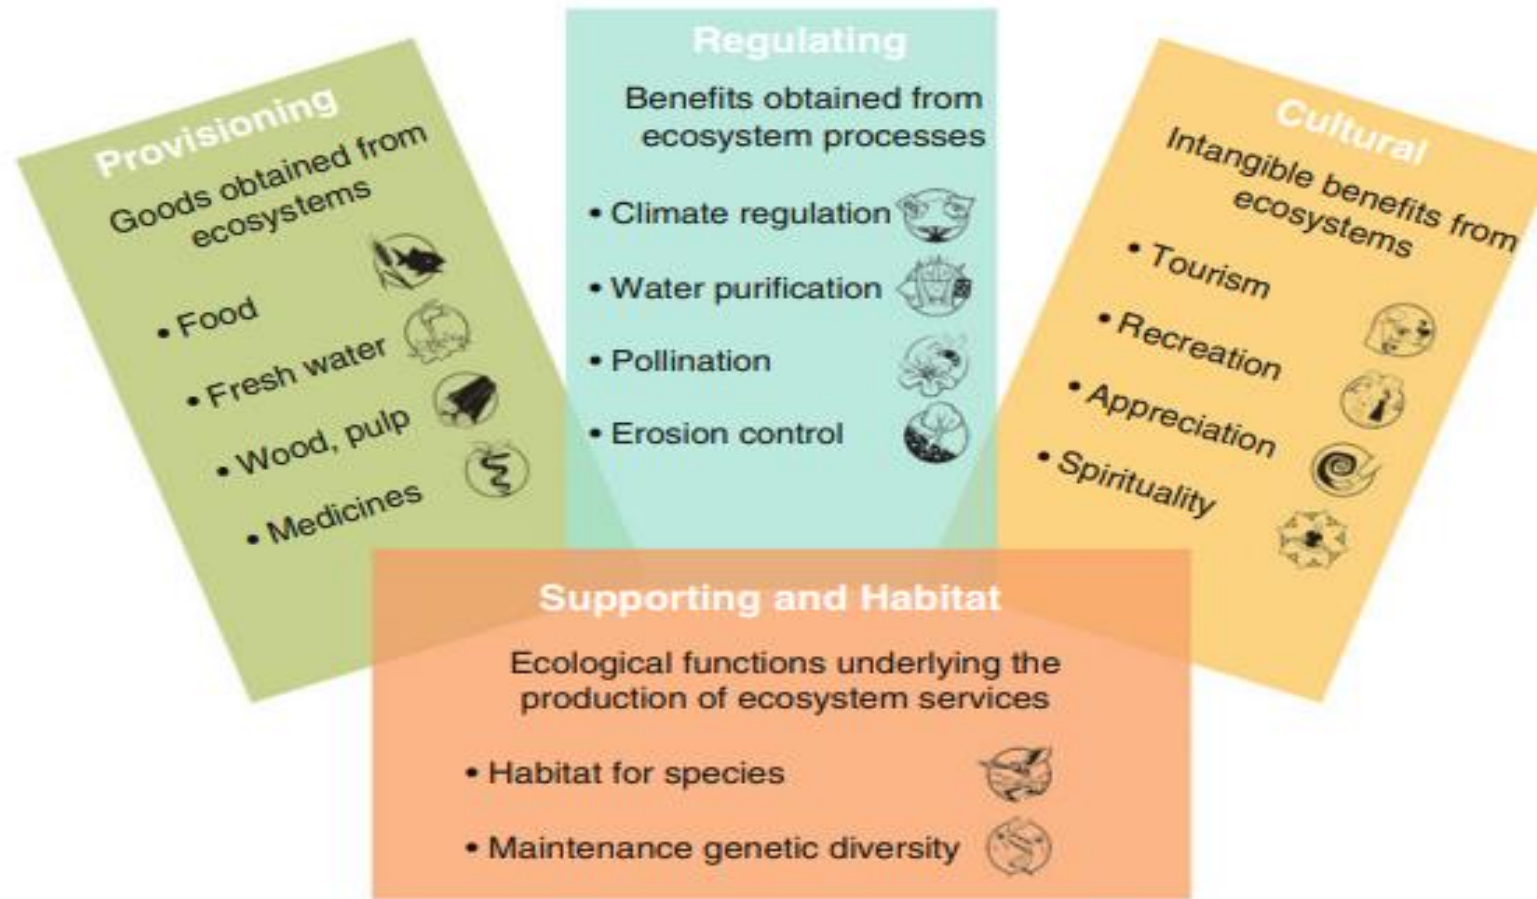 Provisioning
Goods obtained from
ecosystems
• Food
• Fresh water
• Wood, pulp
• Medicines
Regulating
Benefits obtained from
ecosystem processes
• Climate regulation
• Water purification
• Pollination
• Erosion control
Cultural
Intangible benefits from
ecosystems
• Tourism
• Recreation
• Appreciation
• Spirituality
Supporting and Habitat
Ecological functions underlying the
production of ecosystem services
• Habitat for species
• Maintenance genetic diversity